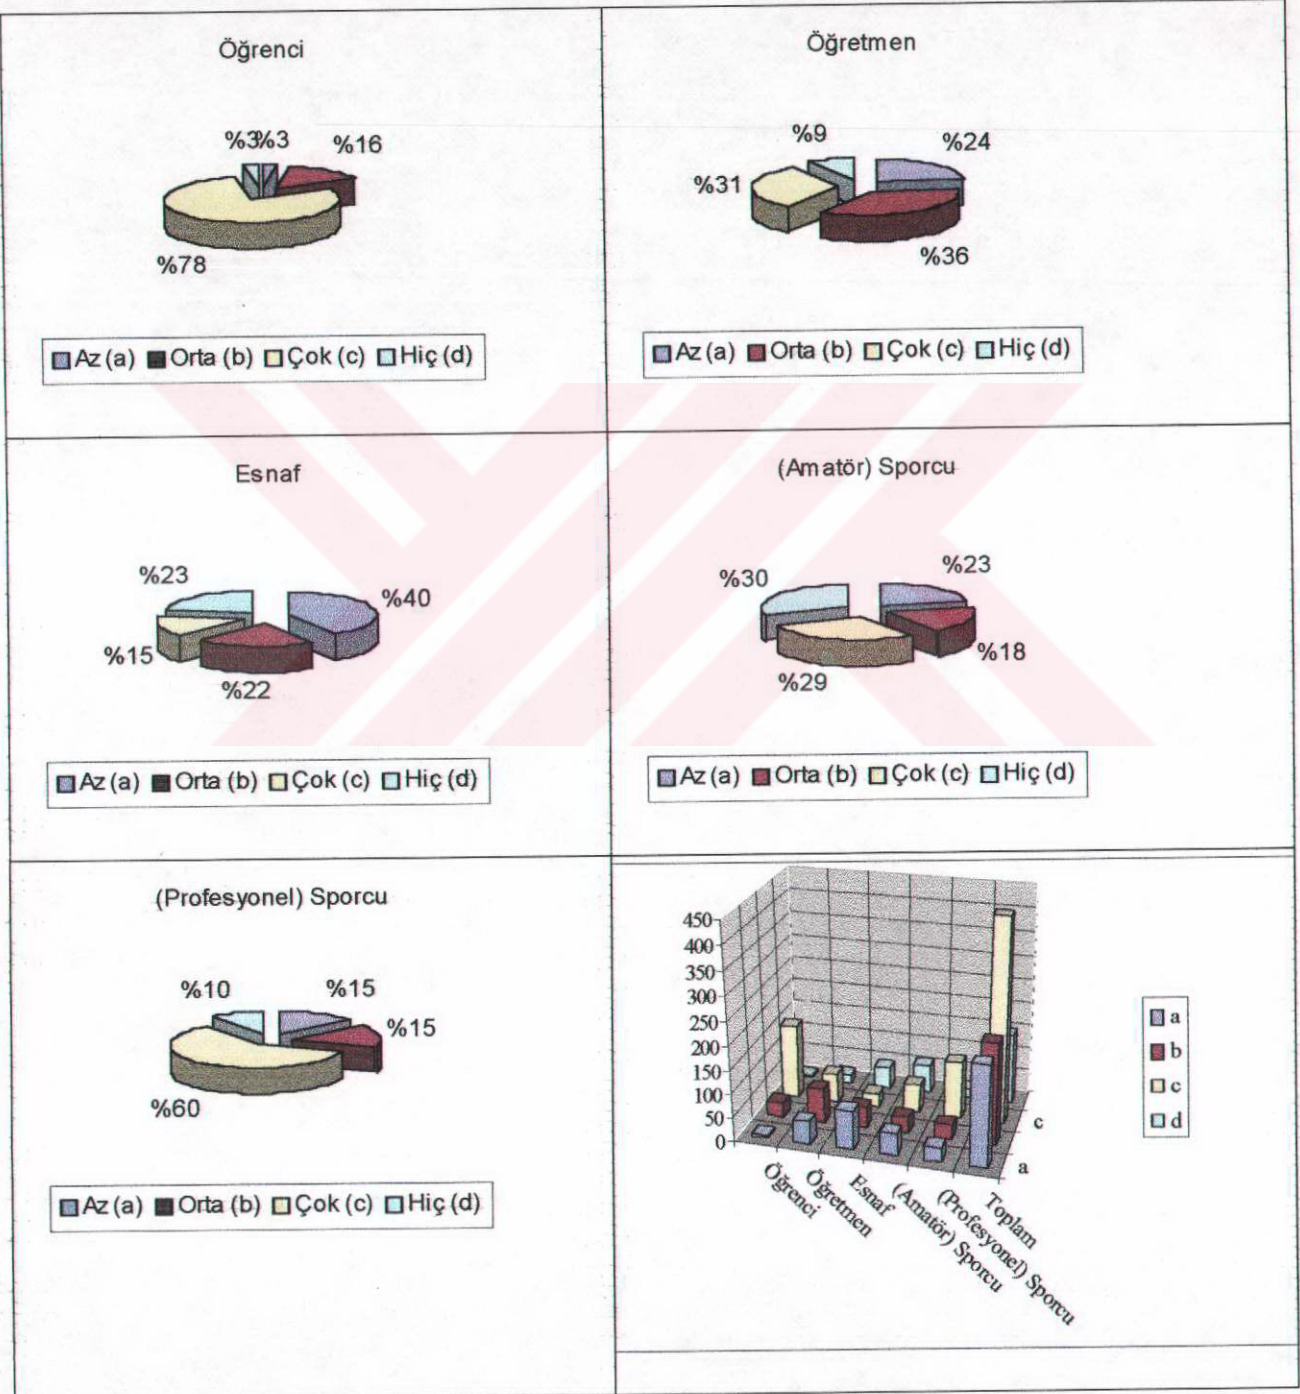 Öğrenci
%3 %3 %16
%78
Az (a) Orta (b) Çok (c) Hiç (d)
Öğretmen
%9 %24
%31
%36
Az (a) Orta (b) Çok (c) Hiç (d)
Esnaf
%23
%40
%15
%22
Az (a) Orta (b) Çok (c) Hiç (d)
(Amatör) Sporcu
%30 %23
%18
%29
Az (a) Orta (b) Çok (c) Hiç (d)
(Profesyonel) Sporcu
%10 %15
%15
%60
Az (a) Orta (b) Çok (c) Hiç (d)
450
400
350
300
250
200
150
100
50
0
Öğrenci
Öğretmen
Esnaf
(Amatör) Sporcu
(Profesyonel) Sporcu
Toplam
c
a
a
b
c
d